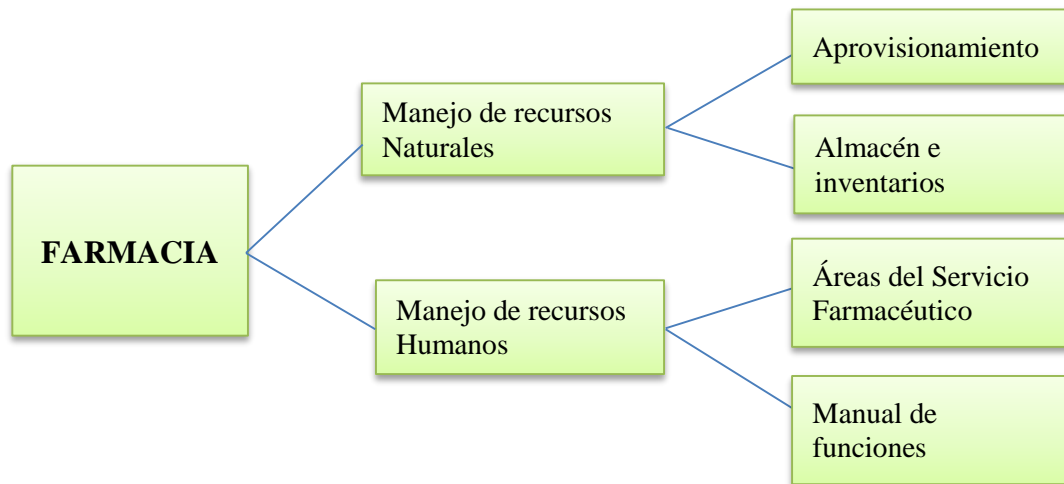 FARMACIA
Manejo de recursos
Naturales
Aprovisionamiento
Almacén e
inventarios
Manejo de recursos
Humanos
Áreas del Servicio
Farmacéutico
Manual de
funciones